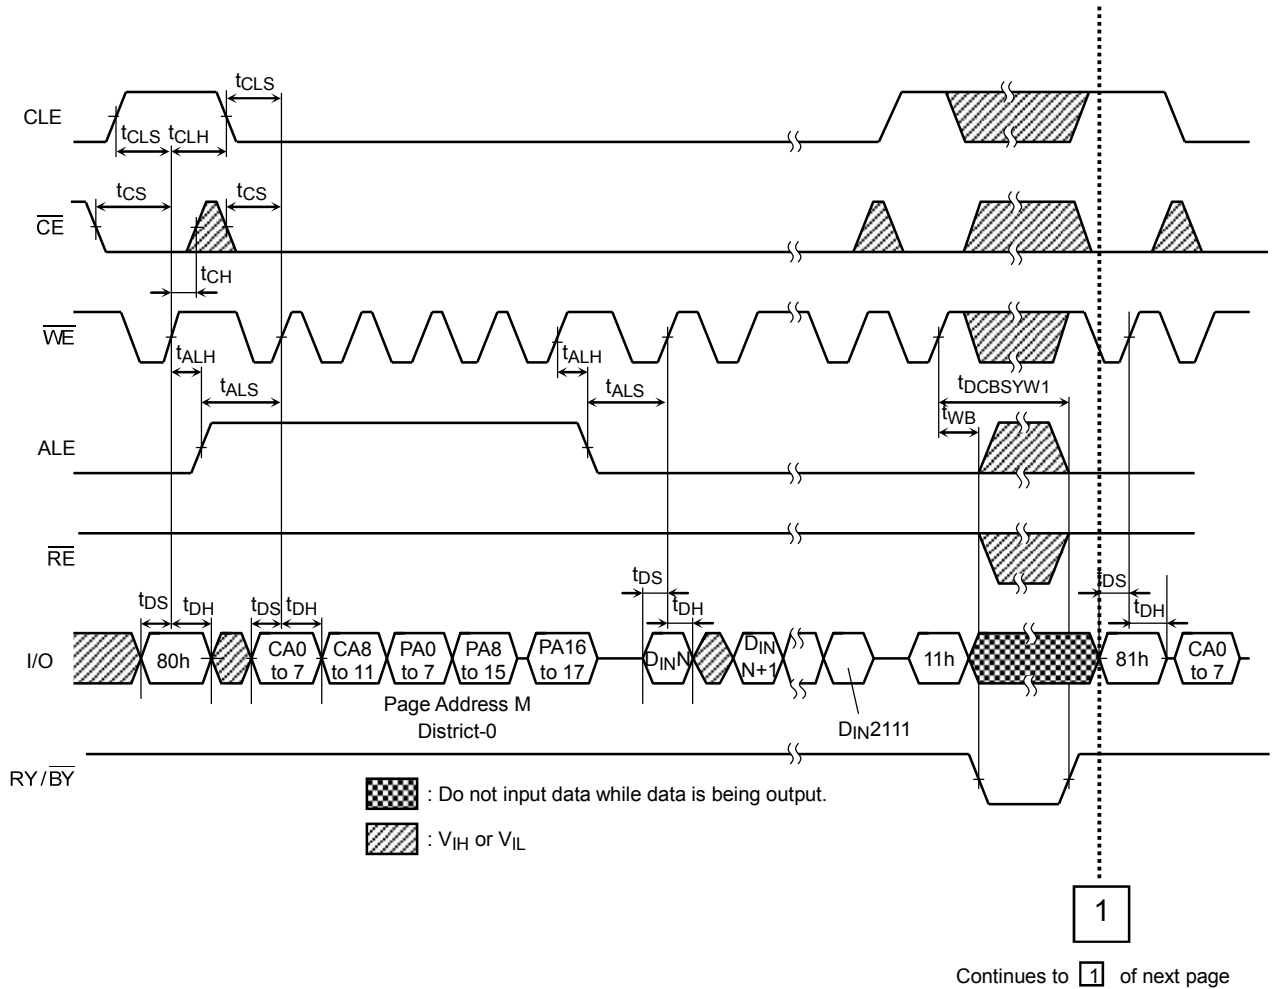 tCLS
CLE
tCLS tCLH
tCS tCS
CE
tCH
WE
tALH tALH
tALS tALS
tDCBSYW1
tWB
ALE
RE
tDS tDH tDS tDH tDS tDH tDS tDH
I/O
80h
CA0 to 7
CA8 to 11
PA0 to 7
PA8 to 15
PA16 to 17
DINN
DIN N+1
11h
81h
CA0 to 7
Page Address M
District-0
DIN2111
RY/BY
: Do not input data while data is being output.
: VIH or VIL
1
Continues to 1 of next page